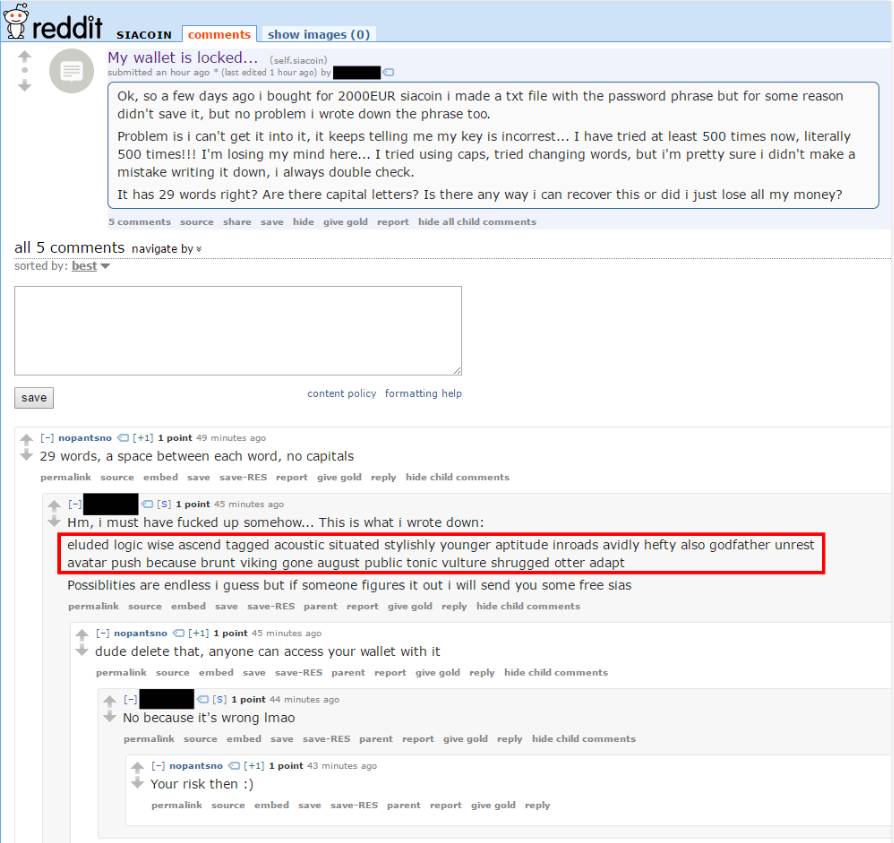 reddit SIACOIN comments show images (0)
My wallet is locked... (self.siacoin)
submitted an hour ago * (last edited 1 hour ago) by
Ok, so a few days ago i bought for 2000EUR siacoin i made a txt file with the password phrase but for some reason
didn't save it, but no problem i wrote down the phrase too.
Problem is i can't get it into it, it keeps telling me my key is incorrest... I have tried at least 500 times now, literally
500 times!!! I'm losing my mind here... I tried using caps, tried changing words, but i'm pretty sure i didn't make a
mistake writing it down, i always double check.
It has 29 words right? Are there capital letters? Is there any way i can recover this or did i just lose all my money?
5 comments source share save hide give gold report hide all child comments
all 5 comments navigate by
sorted by: best
save content policy formatting help
[-] nopantsno [+1] 1 point 49 minutes ago
29 words, a space between each word, no capitals
permalink source embed save save-RES report give gold reply hide child comments
[-] [S] 1 point 45 minutes ago
Hm, i must have fucked up somehow... This is what i wrote down:
eluded logic wise ascend tagged acoustic situated stylishly younger aptitude inroads avidly hefty also godfather unrest
avatar push because brunt viking gone august public tonic vulture shrugged otter adapt
Possiblities are endless i guess but if someone figures it out i will send you some free sias
permalink source embed save save-RES parent report give gold reply hide child comments
[-] nopantsno [+1] 1 point 45 minutes ago
dude delete that, anyone can access your wallet with it
permalink source embed save save-RES parent report give gold reply hide child comments
[-] [S] 1 point 44 minutes ago
No because it's wrong lmao
permalink source embed save save-RES parent report give gold reply hide child comments
[-] nopantsno [+1] 1 point 43 minutes ago
Your risk then :)
permalink source embed save save-RES parent report give gold reply